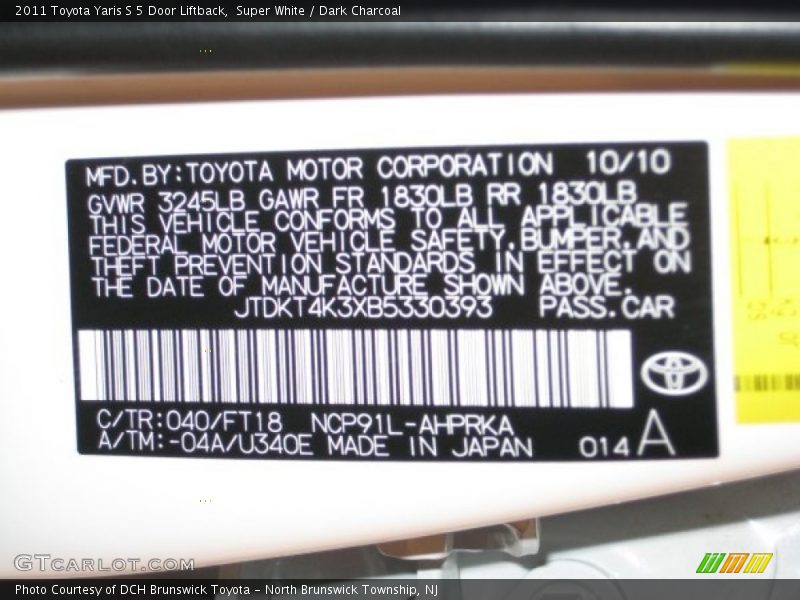 2011 Toyota Yaris S 5 Door Liftback,  Super White / Dark Charcoal
MFD.BY:TOYOTA MOTOR CORPORATION 10/10
GVWR 3245LB GAWR FR 1830LB RR 1830LB
THIS VEHICLE CONFORMS TO ALL APPLICABLE
FEDERAL MOTOR VEHICLE SAFETY,BUMPER,AND
THEFT PREVENTION STANDARDS IN EFFECT ON
THE DATE OF MANUFACTURE SHOWN ABOVE.
JTDKT4K3XB5330393 PASS.CAR
C/TR:040/FT18 NCP91L-AHPRKA
A/TM:-04A/U340E MADE IN JAPAN 014 A
GTCARLOT.COM
Photo Courtesy of DCH Brunswick Toyota – North Brunswick Township, NJ